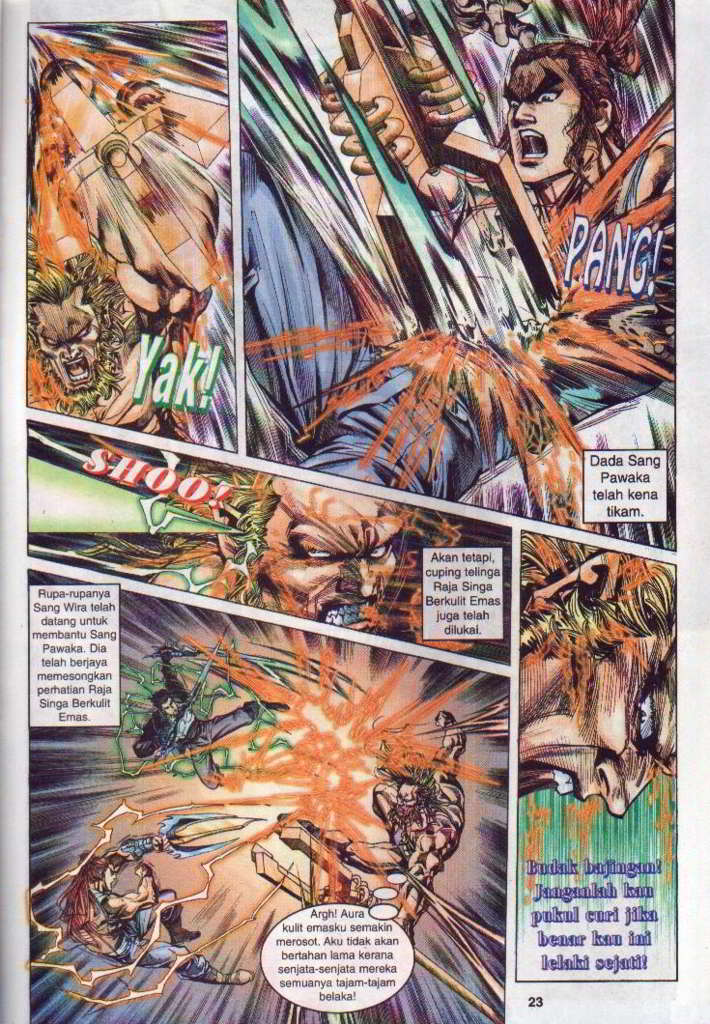 Yak!
PANG!
Dada Sang
Pawaka
telah kena
tikam.
SHOO?!
Akan tetapi,
cuping telinga
Raja Singa
Berkulit Emas
juga telah
dilukai.
Rupa-rupanya
Sang Wira telah
datang untuk
membantu Sang
Pawaka. Dia
telah berjaya
memesongkan
perhatian Raja
Singa Berkulit
Emas.
Argh! Aura
kulit emasku semakin
merosot. Aku tidak akan
bertahan lama kerana
senjata-senjata mereka
semuanya tajam-tajam
belaka!
Budak bajingan!
Janganlah kau
pukul curi jika
benar kau ini
lelaki sejati!
23